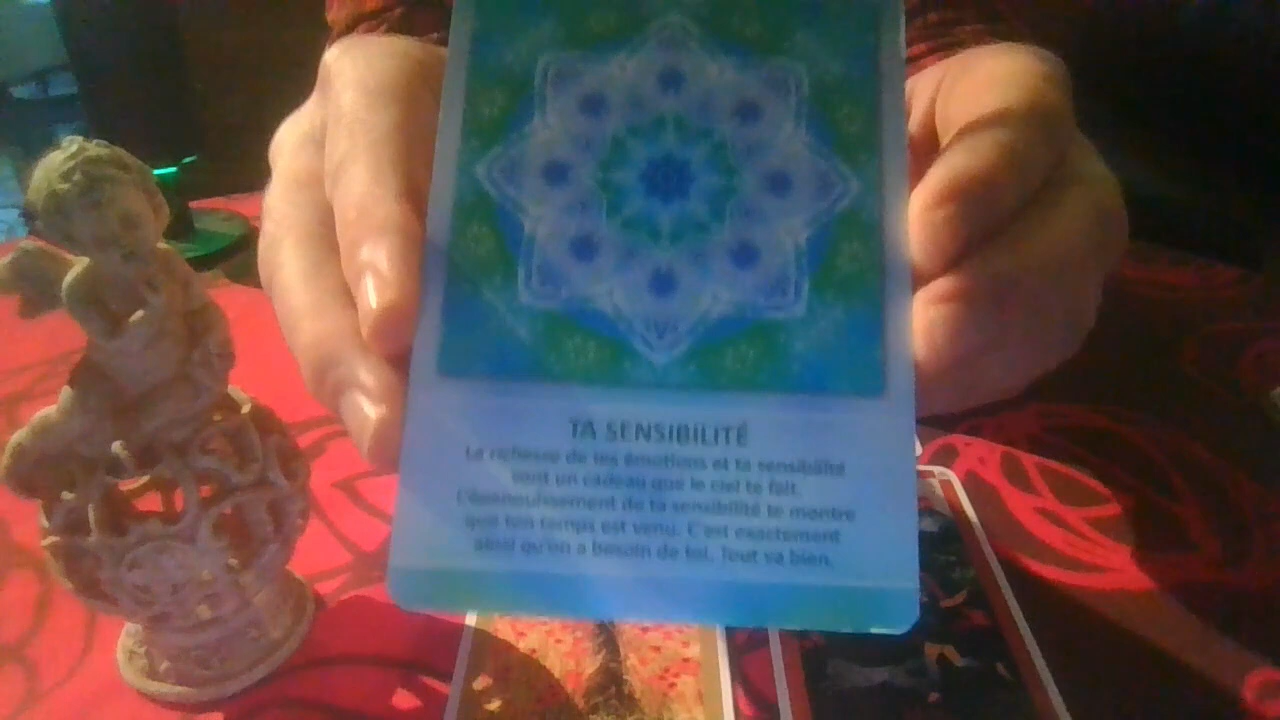 TA SENSIBILITÉ
La richesse de tes émotions et ta sensibilité
sont un cadeau que le ciel te fait.
L'épanouissement de ta sensibilité te montre
que ton temps est venu. C'est exactement
ainsi qu'on a besoin de toi. Tout va bien.